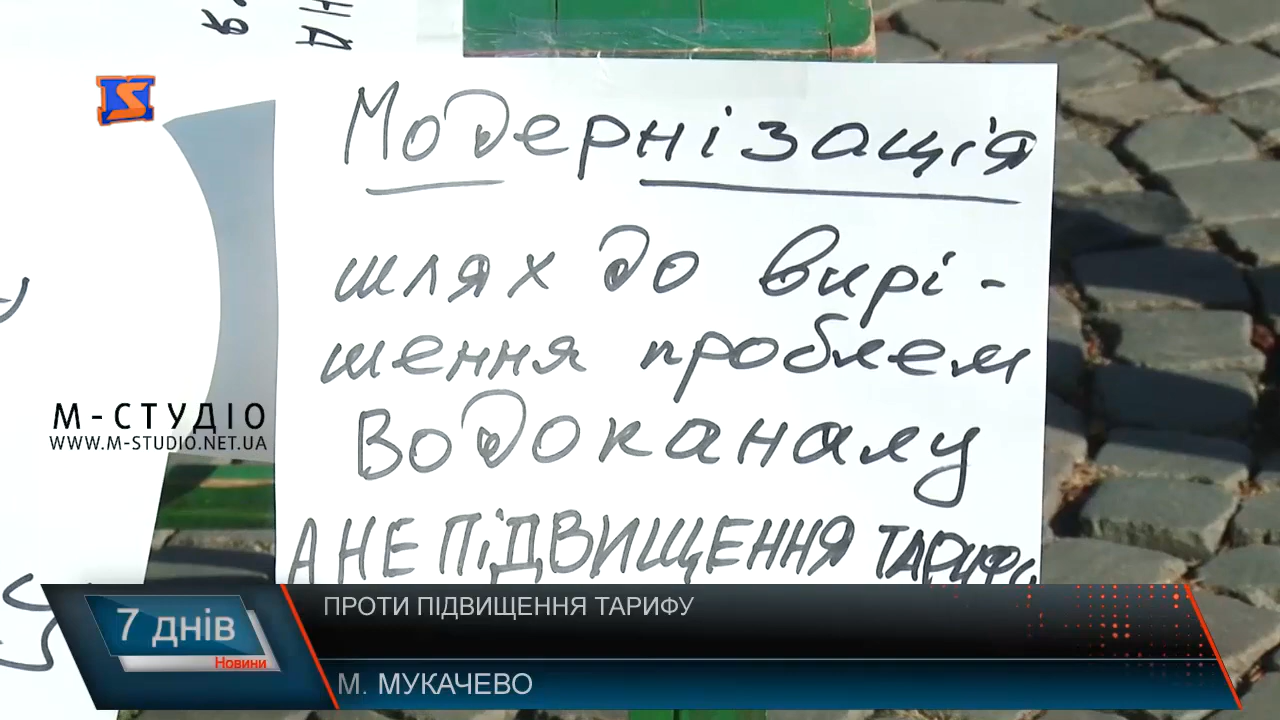 Модернізація
шлях до вирі-
шення проблем
Водоканалу
А НЕ ПІДВИЩЕННЯ
М-СТУДІО
WWW.M-STUDIO.NET.UA
7 днів
Новини
ПРОТИ ПІДВИЩЕННЯ ТАРИФУ
М. МУКАЧЕВО